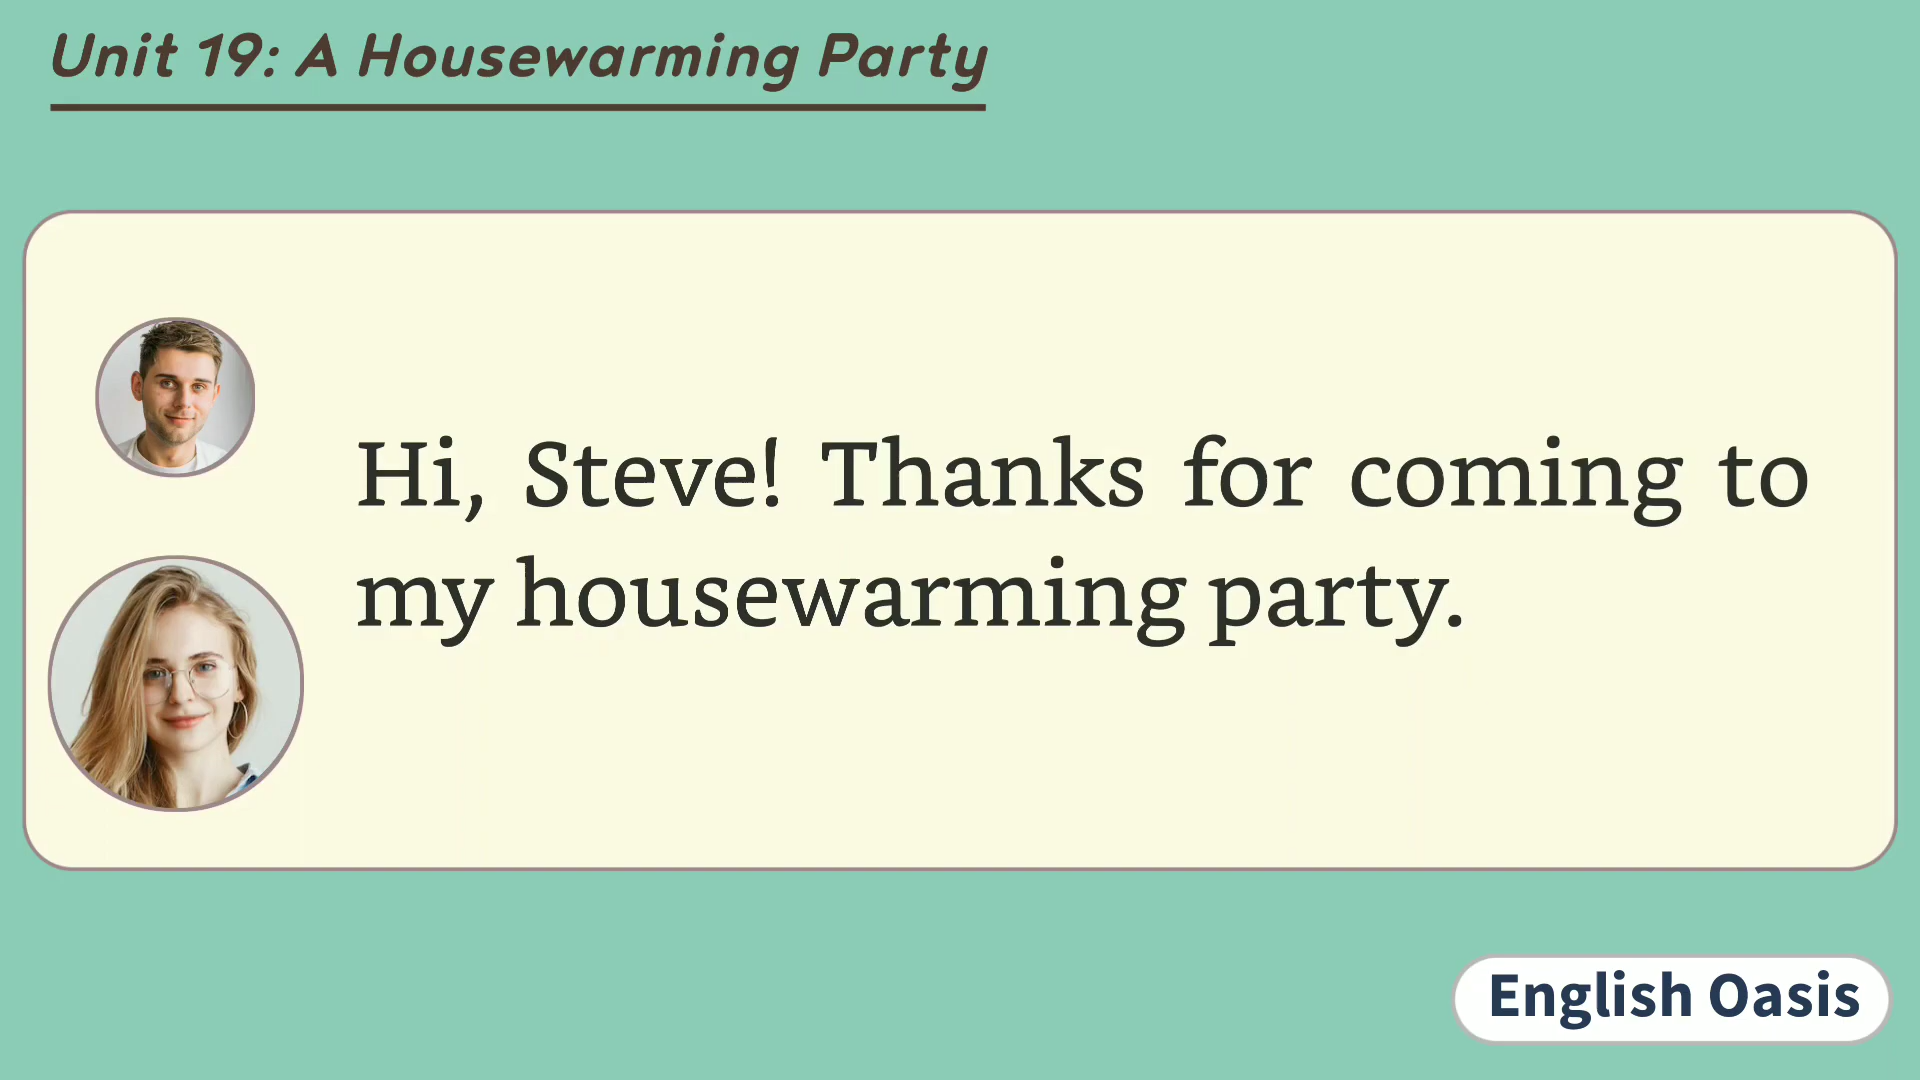 Unit 19: A Housewarming Party
Hi, Steve! Thanks for coming to
my housewarming party.
English Oasis